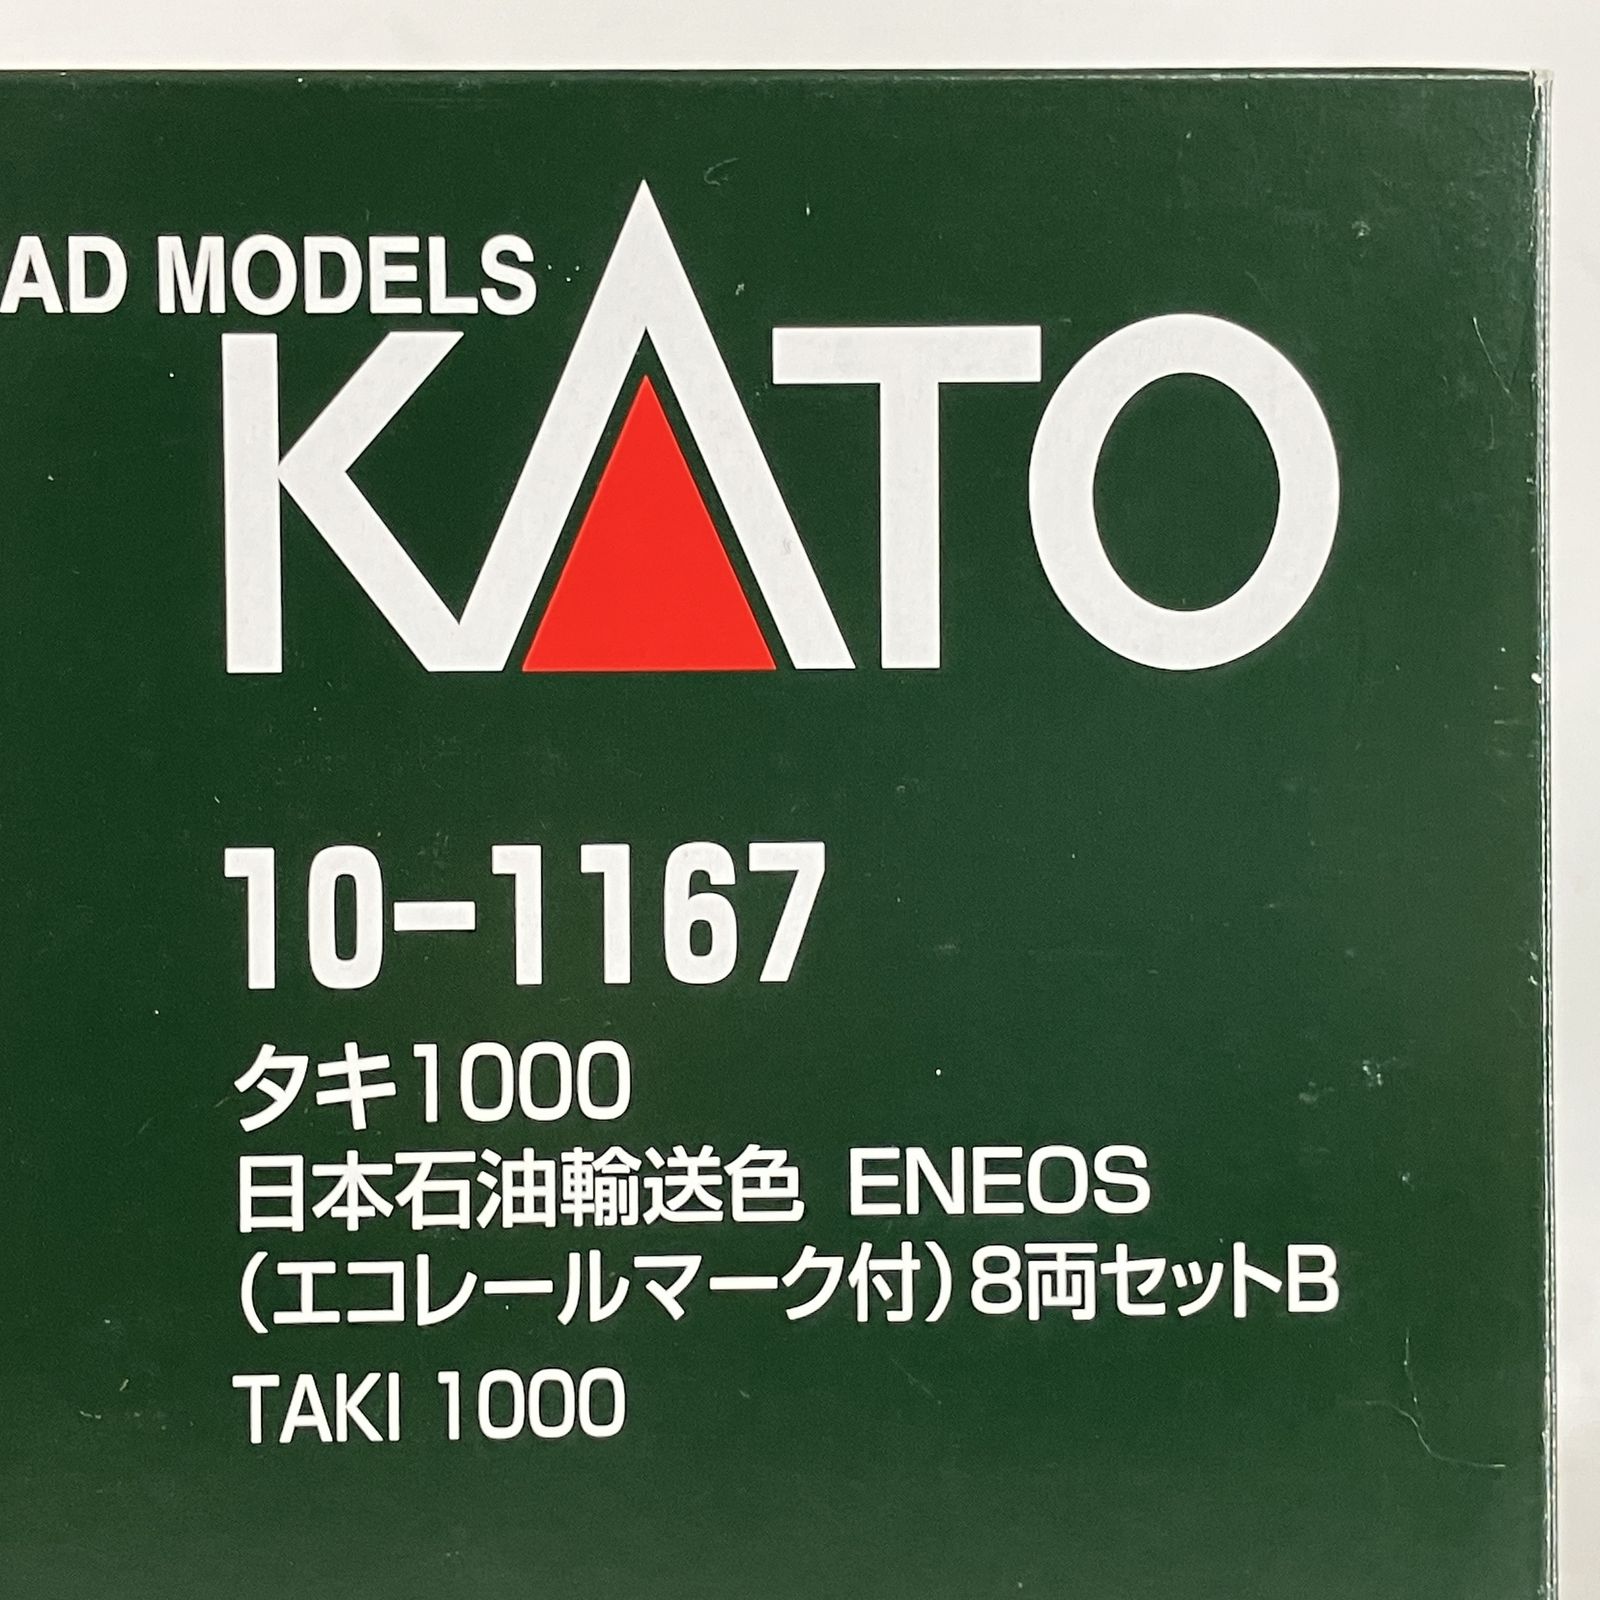 AD MODELS
KATO
10-1167
タキ1000
日本石油輸送色 ENEOS
(エコレールマーク付)8両セットB
TAKI 1000